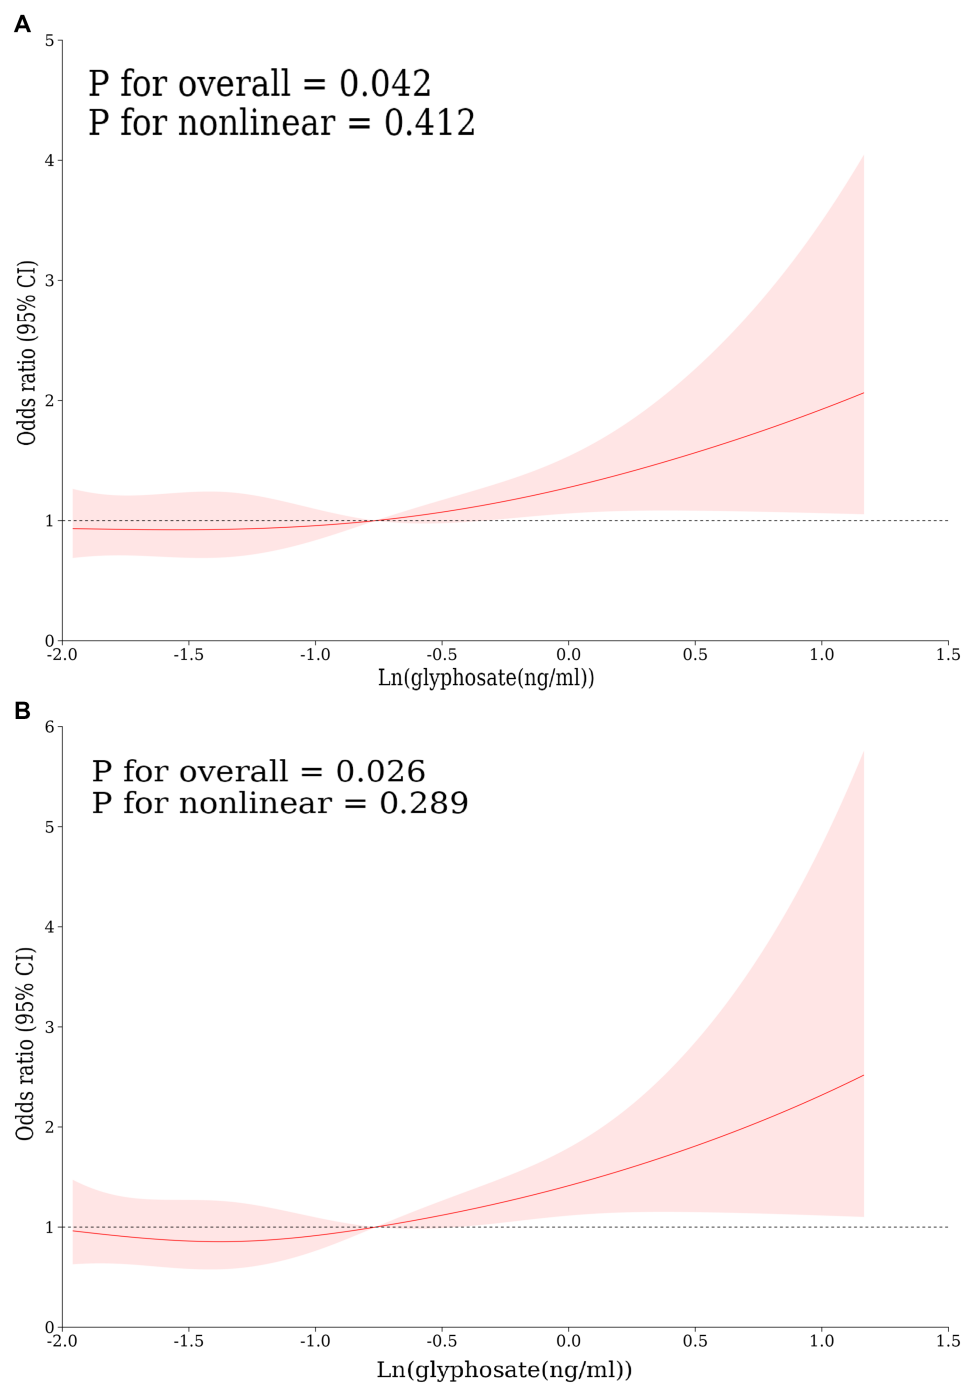 A
P for overall = 0.042
P for nonlinear = 0.412
Odds ratio (95% CI)
5
4
3
2
1
0
-2.0 -1.5 -1.0 -0.5 0.0 0.5 1.0 1.5
Ln(glyphosate(ng/ml))
B
P for overall = 0.026
P for nonlinear = 0.289
Odds ratio (95% CI)
6
5
4
3
2
1
0
-2.0 -1.5 -1.0 -0.5 0.0 0.5 1.0 1.5
Ln(glyphosate(ng/ml))